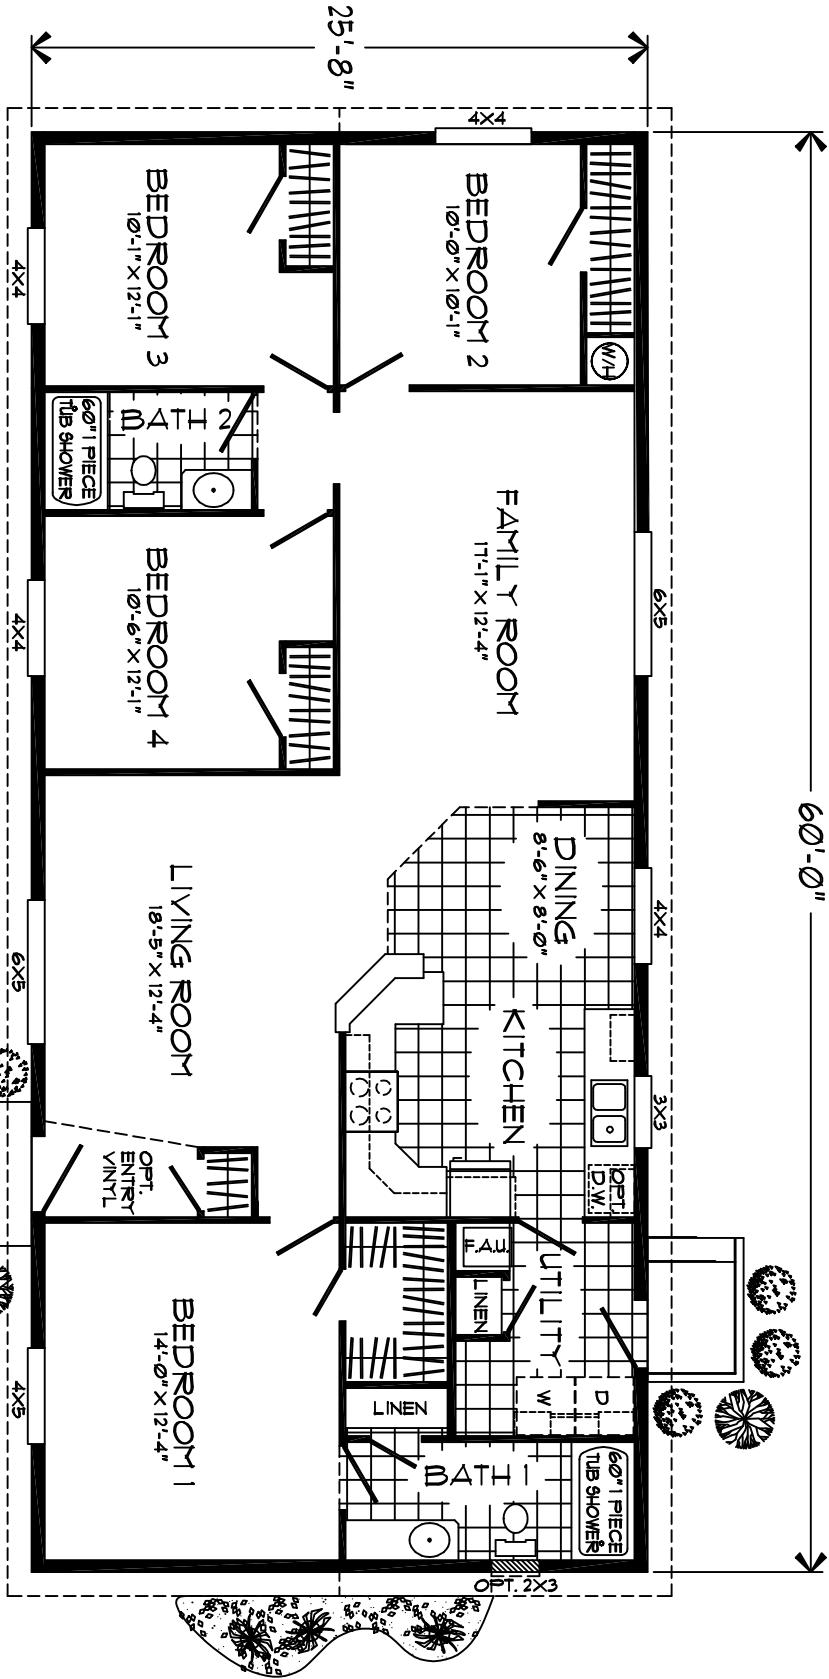 25'-8"
60'-0"
4X4
BEDROOM 3
10'-1" X 12'-1"
4X4
BEDROOM 2
10'-0" X 10'-1"
W/H
BATH 2
60" 1 PIECE
TUB SHOWER
BEDROOM 4
10'-6" X 12'-1"
4X4
FAMILY ROOM
17'-1" X 12'-4"
6X5
DINING
8'-6" X 8'-0"
4X4
KITCHEN
3X3
OPT.
D.W.
LIVING ROOM
18'-5" X 12'-4"
6X5
OPT.
ENTRY
VINYL
F.A.U.
LINEN
UTILITY
W
D
LINEN
BEDROOM 1
14'-0" X 12'-4"
4X5
BATH 1
60" 1 PIECE
TUB SHOWER
OPT. 2X3